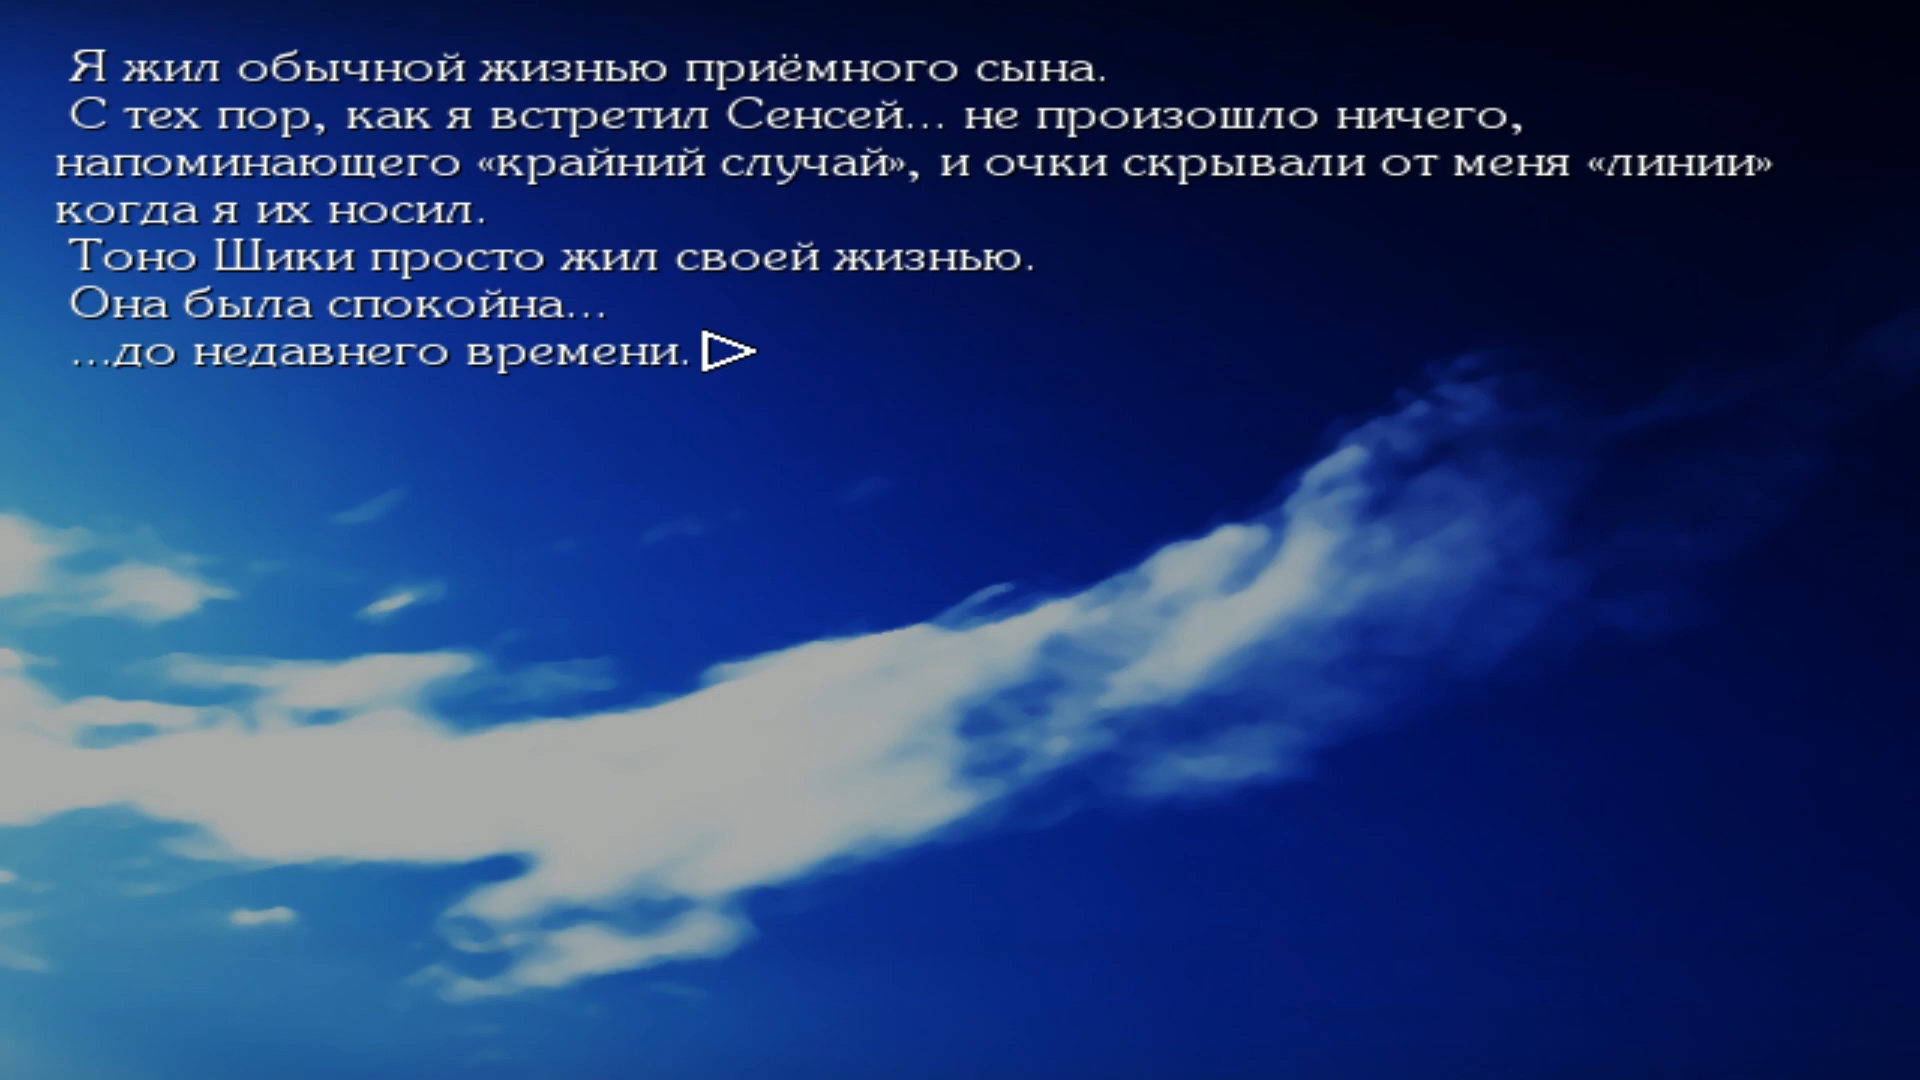 Я жил обычной жизнью приёмного сына.
С тех пор, как я встретил Сенсей... не произошло ничего,
напоминающего «крайний случай», и очки скрывали от меня «линии»
когда я их носил.
Тоно Шики просто жил своей жизнью.
Она была спокойна...
...до недавнего времени.